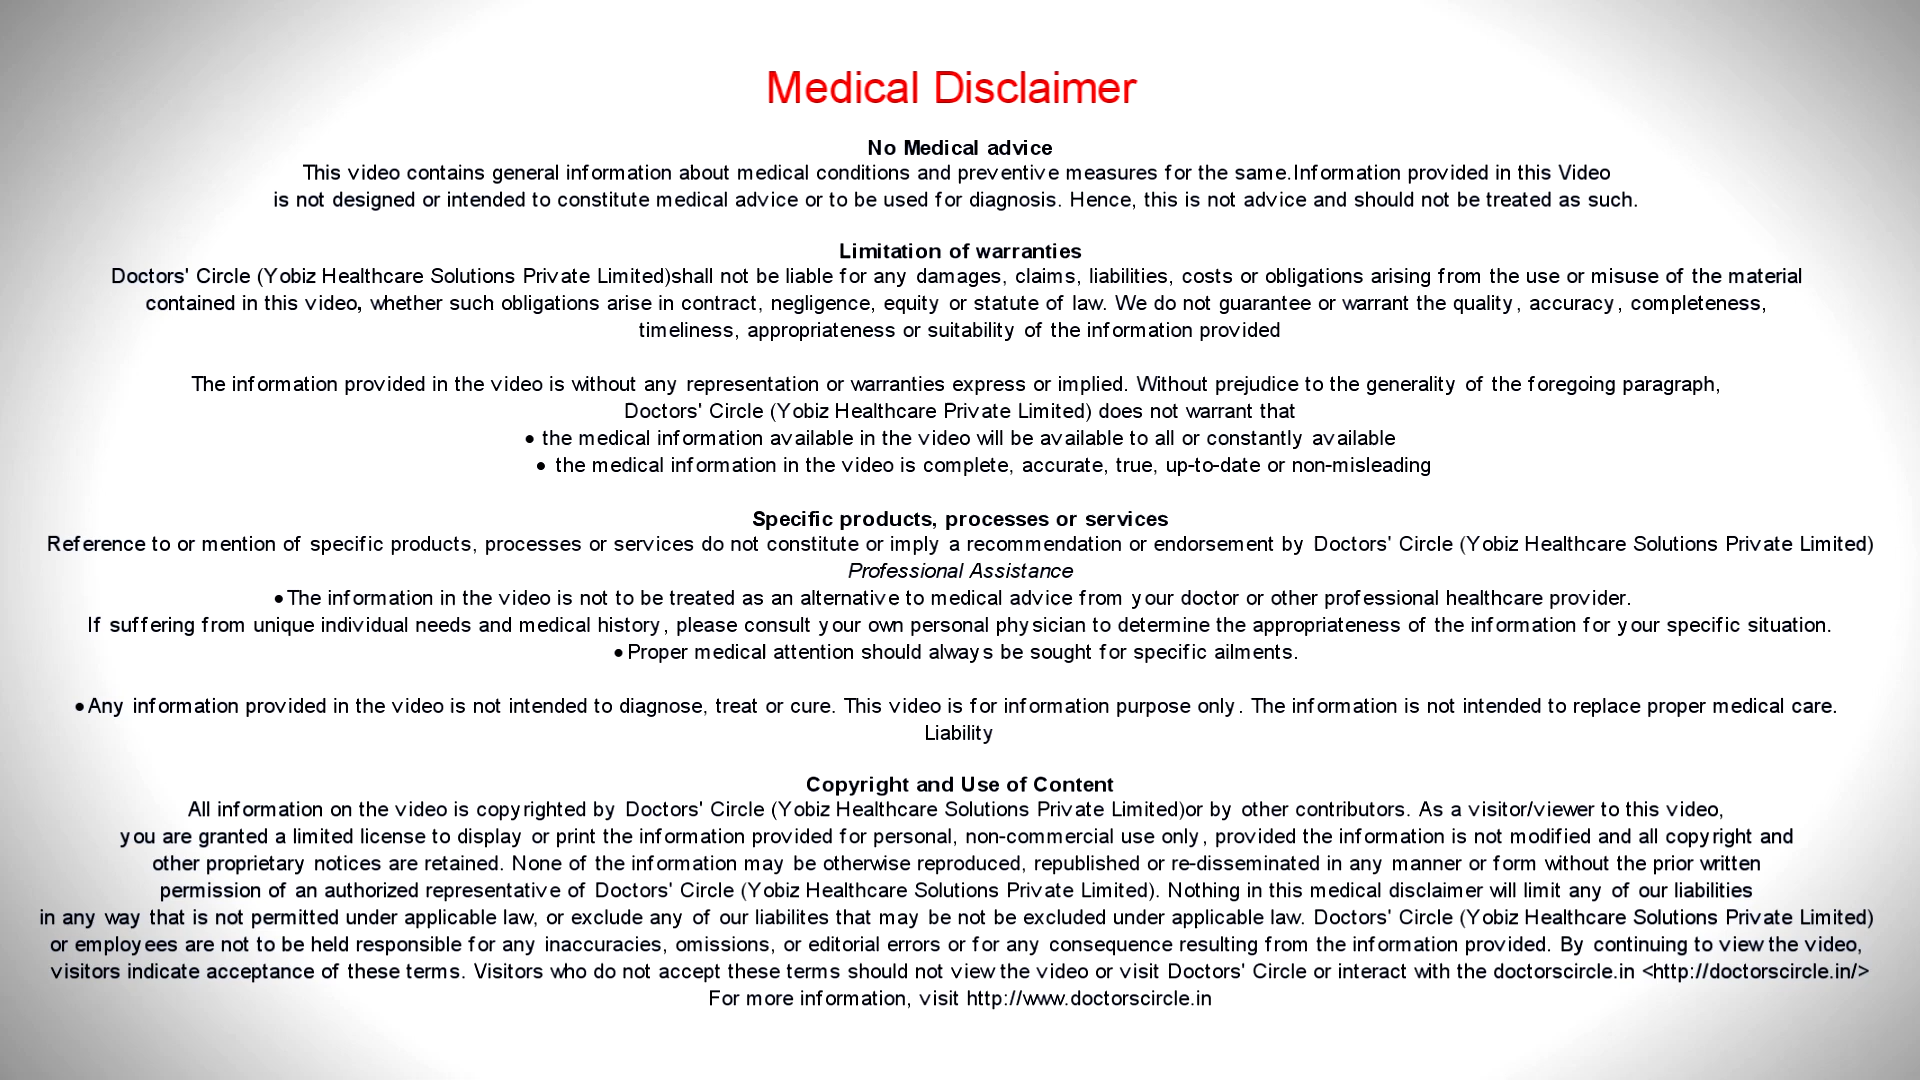 Medical Disclaimer
No Medical advice
This video contains general information about medical conditions and preventive measures for the same.Information provided in this Video
is not designed or intended to constitute medical advice or to be used for diagnosis. Hence, this is not advice and should not be treated as such.
Limitation of warranties
Doctors' Circle (Yobiz Healthcare Solutions Private Limited)shall not be liable for any damages, claims, liabilities, costs or obligations arising from the use or misuse of the material
contained in this video, whether such obligations arise in contract, negligence, equity or statute of law. We do not guarantee or warrant the quality, accuracy, completeness,
timeliness, appropriateness or suitability of the information provided
The information provided in the video is without any representation or warranties express or implied. Without prejudice to the generality of the foregoing paragraph,
Doctors' Circle (Yobiz Healthcare Private Limited) does not warrant that
• the medical information available in the video will be available to all or constantly available
• the medical information in the video is complete, accurate, true, up-to-date or non-misleading
Specific products, processes or services
Reference to or mention of specific products, processes or services do not constitute or imply a recommendation or endorsement by Doctors' Circle (Yobiz Healthcare Solutions Private Limited)
Professional Assistance
•The information in the video is not to be treated as an alternative to medical advice from your doctor or other professional healthcare provider.
If suffering from unique individual needs and medical history, please consult your own personal physician to determine the appropriateness of the information for your specific situation.
•Proper medical attention should always be sought for specific ailments.
•Any information provided in the video is not intended to diagnose, treat or cure. This video is for information purpose only. The information is not intended to replace proper medical care.
Liability
Copyright and Use of Content
All information on the video is copyrighted by Doctors' Circle (Yobiz Healthcare Solutions Private Limited)or by other contributors. As a visitor/viewer to this video,
you are granted a limited license to display or print the information provided for personal, non-commercial use only, provided the information is not modified and all copyright and
other proprietary notices are retained. None of the information may be otherwise reproduced, republished or re-disseminated in any manner or form without the prior written
permission of an authorized representative of Doctors' Circle (Yobiz Healthcare Solutions Private Limited). Nothing in this medical disclaimer will limit any of our liabilities
in any way that is not permitted under applicable law, or exclude any of our liabilites that may be not be excluded under applicable law. Doctors' Circle (Yobiz Healthcare Solutions Private Limited)
or employees are not to be held responsible for any inaccuracies, omissions, or editorial errors or for any consequence resulting from the information provided. By continuing to view the video,
visitors indicate acceptance of these terms. Visitors who do not accept these terms should not view the video or visit Doctors' Circle or interact with the doctorscircle.in <http://doctorscircle.in/>
For more information, visit http://www.doctorscircle.in